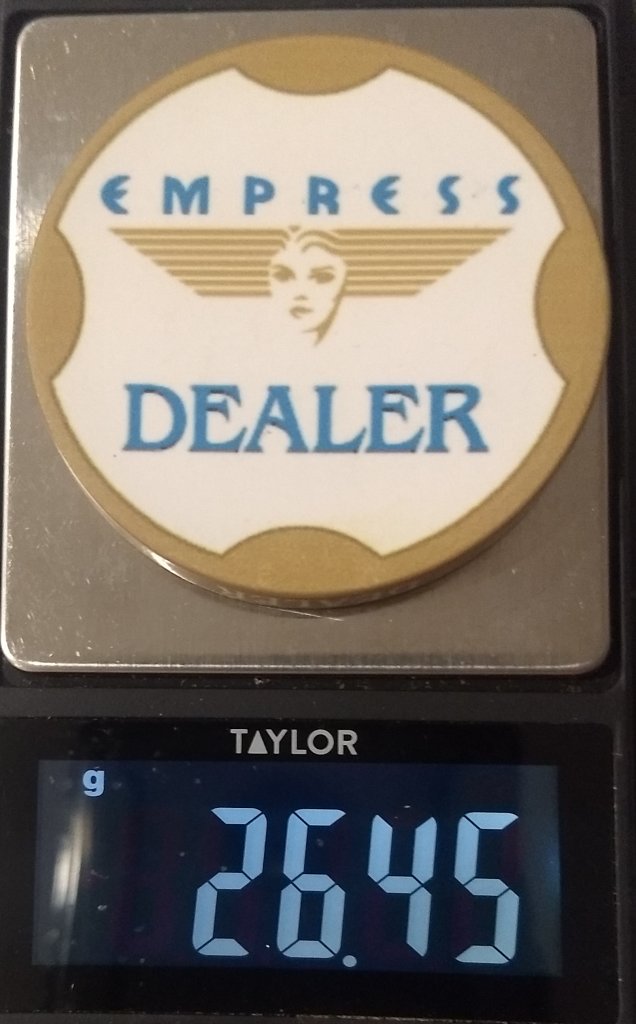 EMPRESS
DEALER
TAYLOR
g
26.45